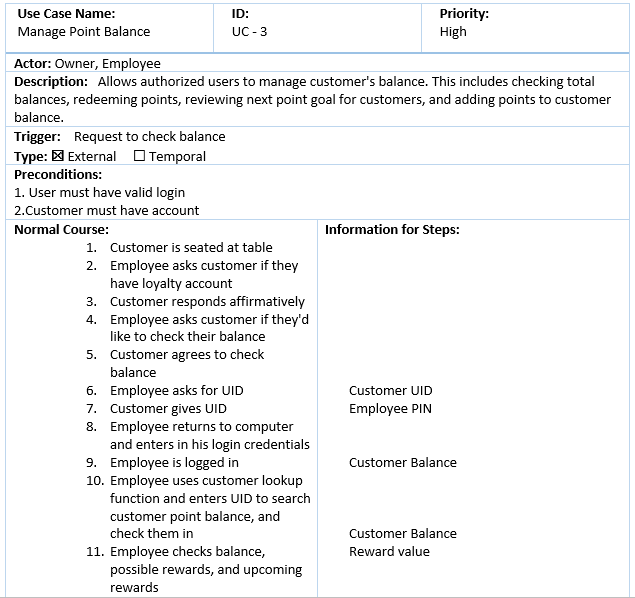 Use Case Name: ID: Priority:
Manage Point Balance UC - 3 High
Actor: Owner, Employee
Description: Allows authorized users to manage customer's balance. This includes checking total
balances, redeeming points, reviewing next point goal for customers, and adding points to customer
balance.
Trigger: Request to check balance
Type: ☒ External ☐ Temporal
Preconditions:
1. User must have valid login
2.Customer must have account
Normal Course: Information for Steps:
1. Customer is seated at table
2. Employee asks customer if they
have loyalty account
3. Customer responds affirmatively
4. Employee asks customer if they'd
like to check their balance
5. Customer agrees to check
balance
6. Employee asks for UID Customer UID
7. Customer gives UID Employee PIN
8. Employee returns to computer
and enters in his login credentials
9. Employee is logged in Customer Balance
10. Employee uses customer lookup
function and enters UID to search
customer point balance, and
check them in Customer Balance
11. Employee checks balance, Reward value
possible rewards, and upcoming
rewards